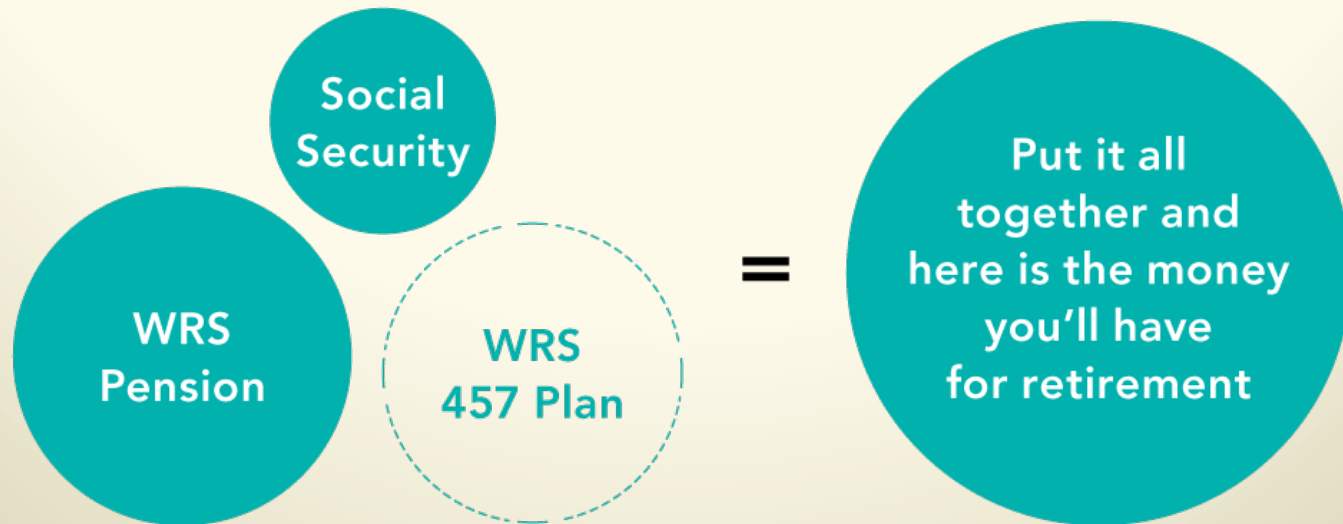 Social
Security
WRS
Pension
WRS
457 Plan
=
Put it all
together and
here is the money
you'll have
for retirement